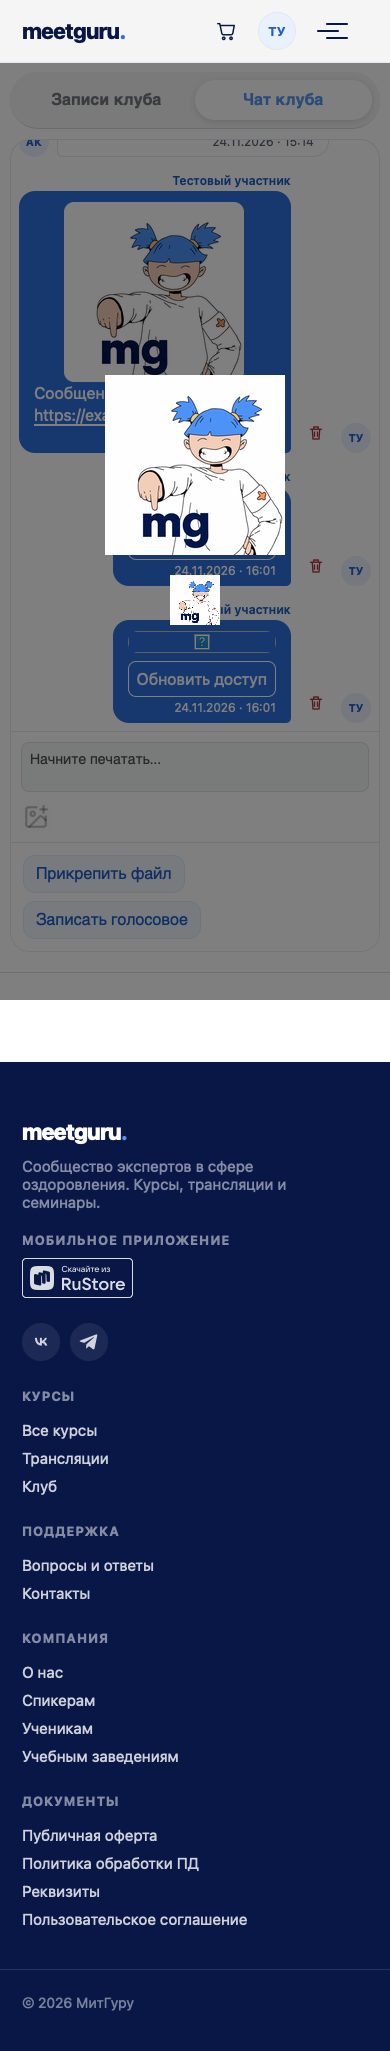 meetguru.
ТУ
Записи клуба
Чат клуба
АК
24.11.2026 · 15:14
Тестовый участник
mg
Сообщен
https://exa
mg
ТУ
24.11.2026 · 16:01
ТУ
mg
участник
?
Обновить доступ
24.11.2026 · 16:01
ТУ
Начните печатать...
Прикрепить файл
Записать голосовое
meetguru.
Сообщество экспертов в сфере
оздоровления. Курсы, трансляции и
семинары.
МОБИЛЬНОЕ ПРИЛОЖЕНИЕ
Скачайте из
RuStore
КУРСЫ
Все курсы
Трансляции
Клуб
ПОДДЕРЖКА
Вопросы и ответы
Контакты
КОМПАНИЯ
О нас
Спикерам
Ученикам
Учебным заведениям
ДОКУМЕНТЫ
Публичная оферта
Политика обработки ПД
Реквизиты
Пользовательское соглашение
© 2026 МитГуру